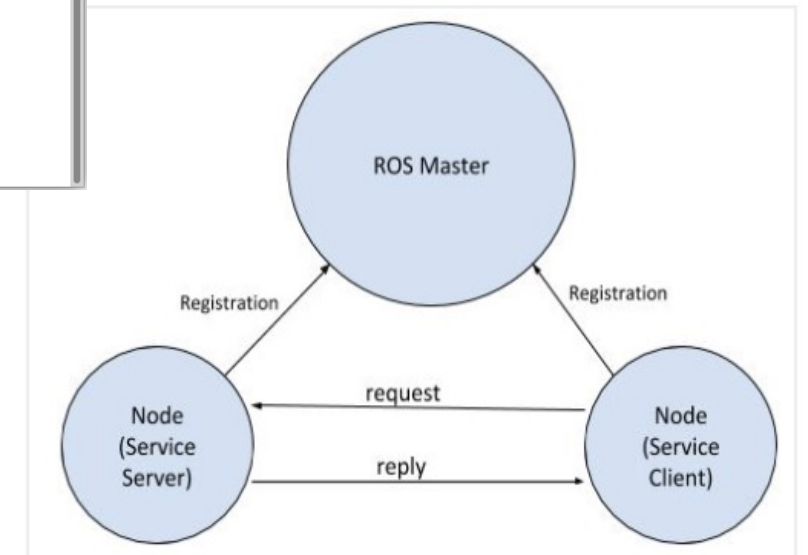 ROS Master
Registration
Registration
request
reply
Node
(Service
Server)
Node
(Service
Client)